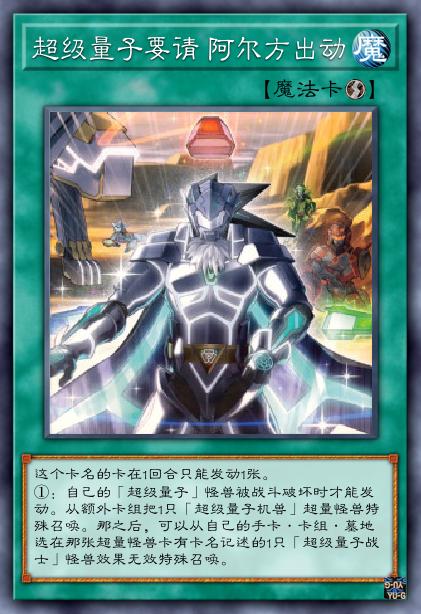 超级量子要请 阿尔方出动 魔
【魔法卡】
这个卡名的卡在1回合只能发动1张。
①：自己的「超级量子」怪兽被战斗破坏时才能发
动。从额外卡组把1只「超级量子机兽」超量怪兽特
殊召唤。那之后，可以从自己的手卡·卡组·墓地
选在那张超量怪兽卡有卡名记述的1只「超级量子战
士」怪兽效果无效特殊召唤。
YU-G